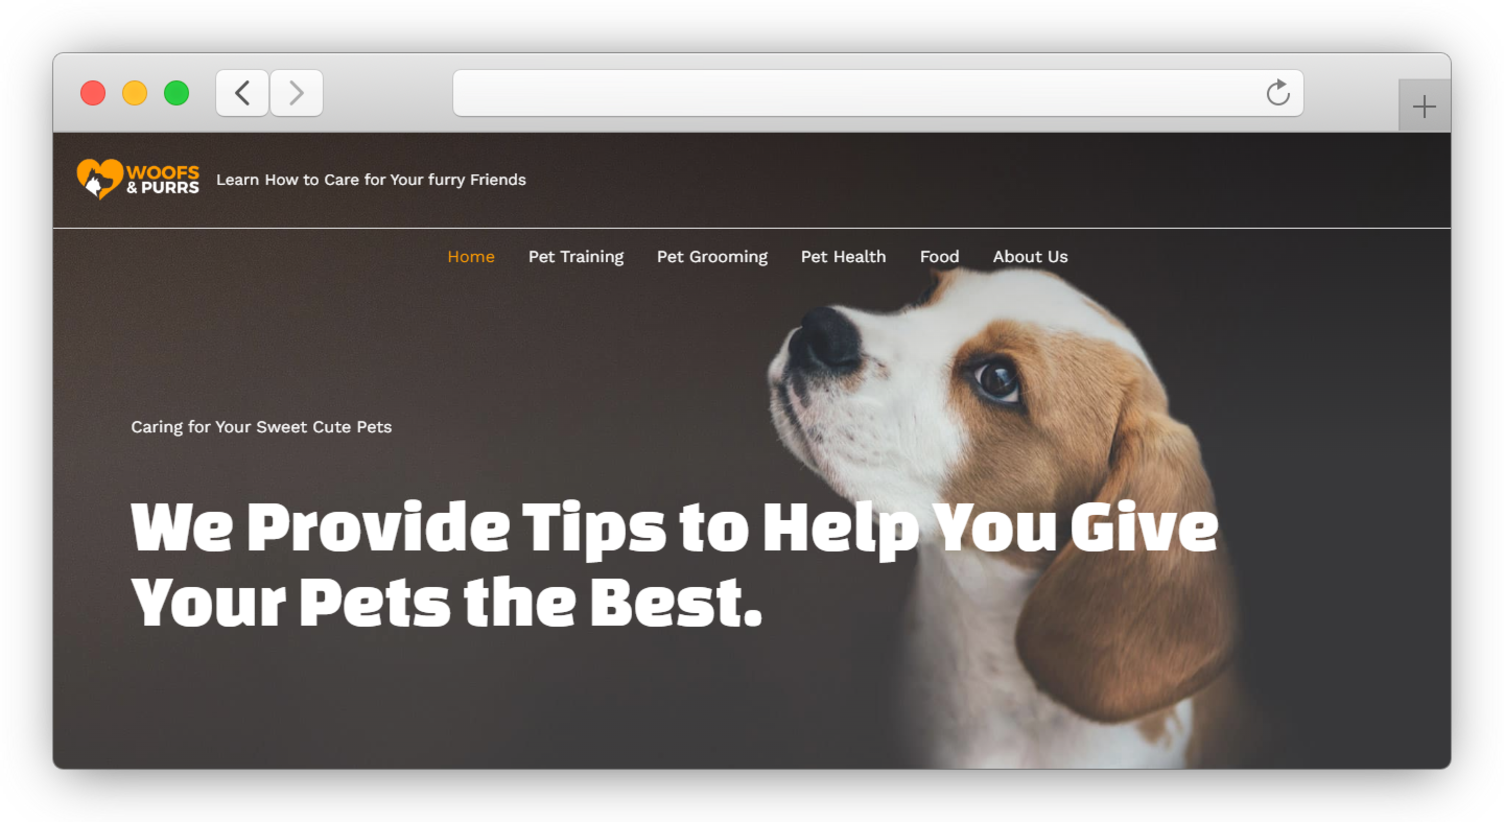 WOOFS
& PURRS
Learn How to Care for Your furry Friends
Home Pet Training Pet Grooming Pet Health Food About Us
Caring for Your Sweet Cute Pets
We Provide Tips to Help You Give
Your Pets the Best.